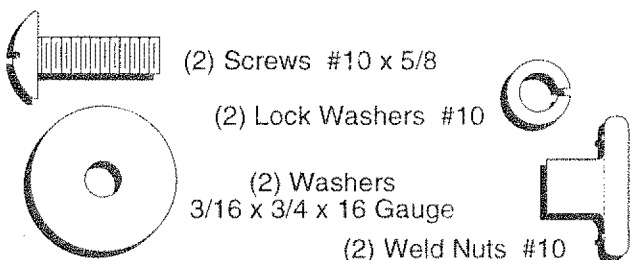 (2) Screws #10 x 5/8
(2) Lock Washers #10
(2) Washers
3/16 x 3/4 x 16 Gauge
(2) Weld Nuts #10